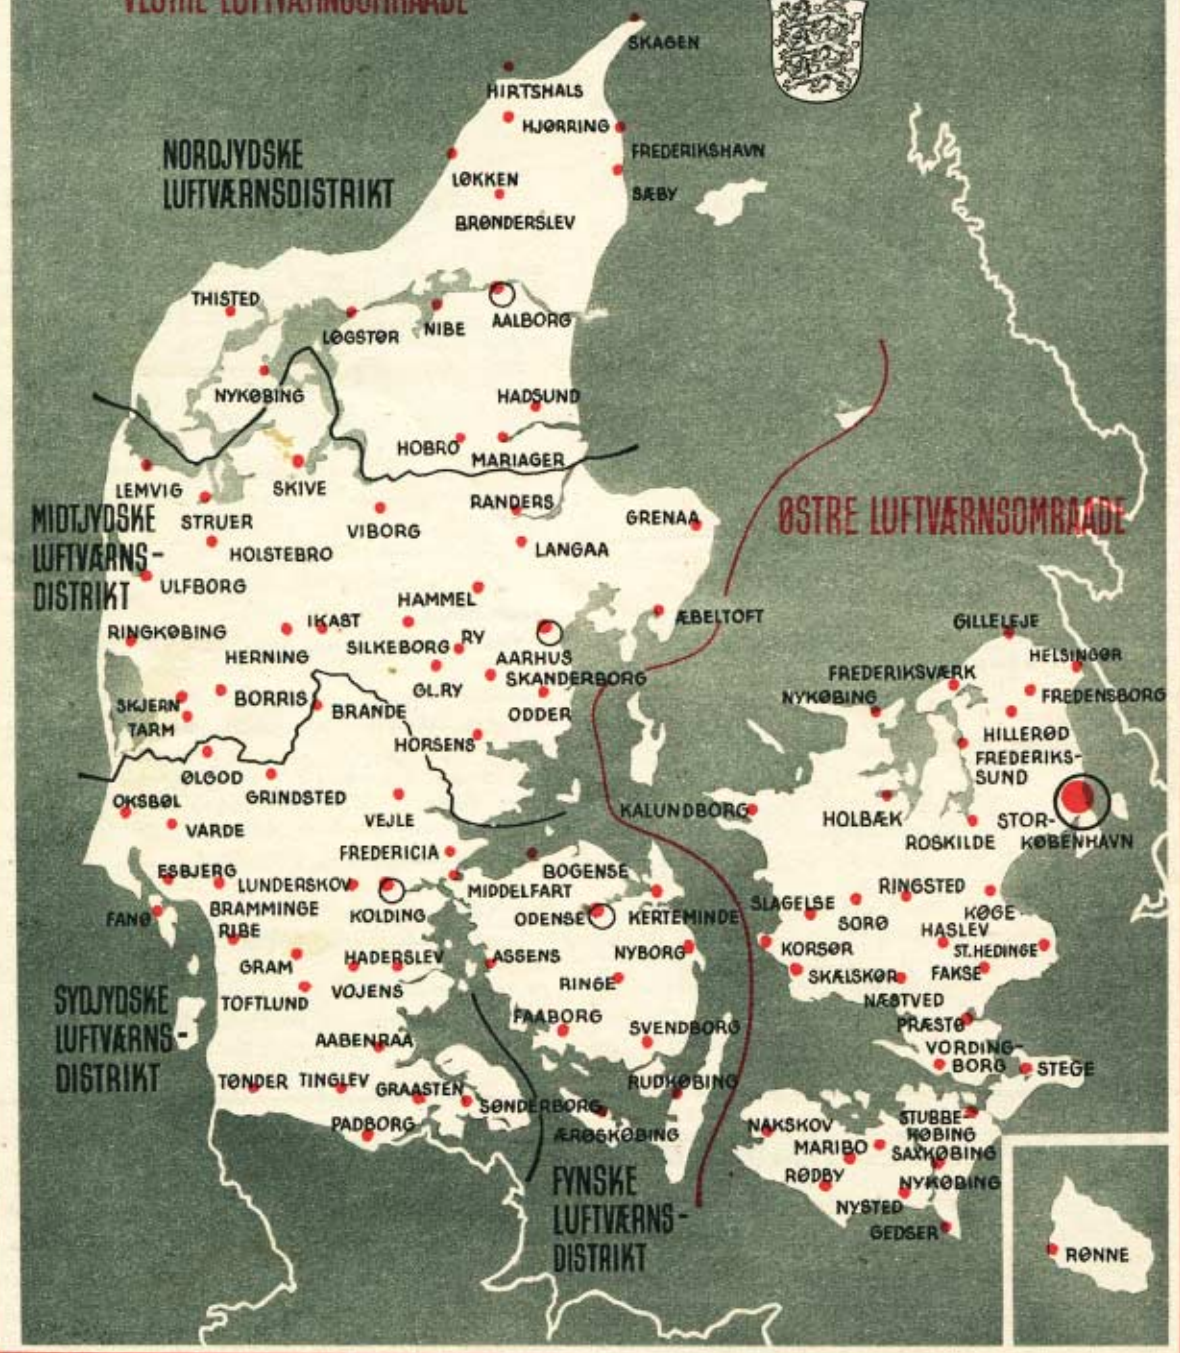 VESTRE LUFTVÆRNSOMRAADE
SKAGEN
HIRTSHALS
HJØRRING
FREDERIKSHAVN
NORDJYDSKE
LUFTVÆRNSDISTRIKT
LØKKEN
SÆBY
BRØNDERSLEV
THISTED
LØGSTØR
NIBE
AALBORG
NYKØBING
HADSUND
HOBRO
MARIAGER
LEMVIG
SKIVE
RANDERS
STRUER
VIBORG
GRENAA
ØSTRE LUFTVÆRNSOMRAADE
MIDTJYDSKE
LUFTVÆRNS-
DISTRIKT
HOLSTEBRO
LANGAA
ULFBORG
HAMMEL
ÆBELTOFT
RINGKØBING
IKAST
SILKEBORG
RY
HERNING
AARHUS
SKANDERBORG
GL.RY
GILLELEJE
HELSINGØR
FREDERIKSVÆRK
NYKØBING
FREDENSBORG
SKJERN
BORRIS
BRANDE
ODDER
TARM
HILLERØD
HORSENS
FREDERIKS-
SUND
ØLGOD
GRINDSTED
OKSBØL
VARDE
VEJLE
KALUNDBORG
HOLBÆK
STOR-
KØBENHAVN
ROSKILDE
FREDERICIA
ESBJERG
LUNDERSKOV
BOGENSE
MIDDELFART
RINGSTED
FANØ
BRAMMINGE
KOLDING
ODENSE
KERTEMINDE
SLAGELSE
SORØ
KØGE
RIBE
HASLEV
GRAM
HADERSLEV
ASSENS
NYBORG
KORSØR
ST.HEDINGE
TOFTLUND
VOJENS
RINGE
SKÆLSKØR
FAKSE
SYDJYDSKE
LUFTVÆRNS-
DISTRIKT
FAABORG
SVENDBORG
NÆSTVED
PRÆSTØ
AABENRAA
VORDING-
BORG
STEGE
TØNDER
TINGLEV
GRAASTEN
RUDKØBING
SØNDERBORG
PADBORG
ÆRØSKØBING
NAKSKOV
STUBBE-
KØBING
MARIBO
SAXKØBING
RØDBY
NYKØBING
NYSTED
GEDSER
FYNSKE
LUFTVÆRNS-
DISTRIKT
RØNNE